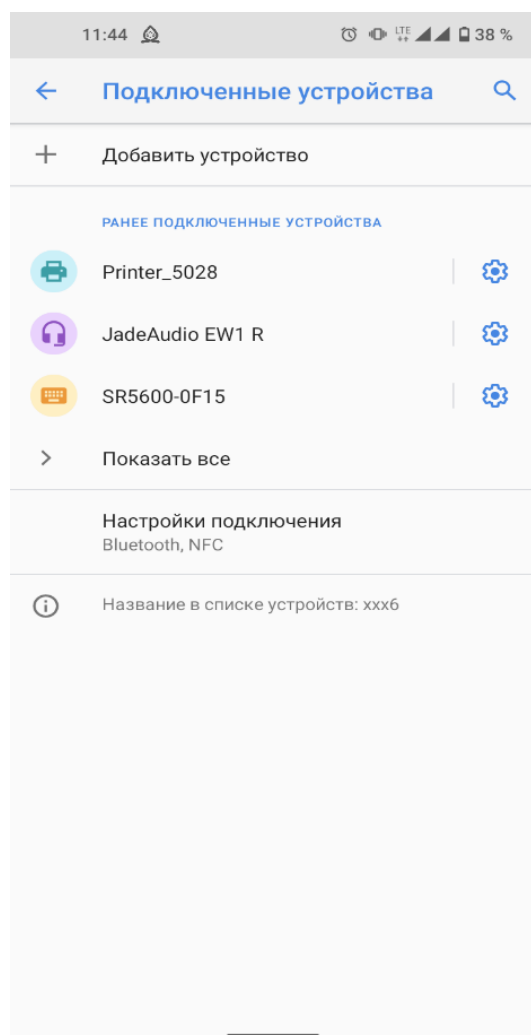 11:44 LTE 38 %
Подключенные устройства
Добавить устройство
РАНЕЕ ПОДКЛЮЧЕННЫЕ УСТРОЙСТВА
Printer_5028
JadeAudio EW1 R
SR5600-0F15
Показать все
Настройки подключения
Bluetooth, NFC
Название в списке устройств: xxx6